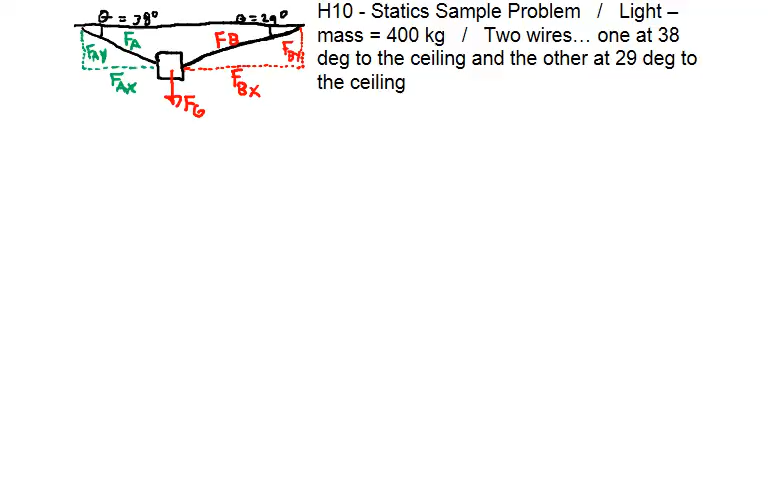 H10 - Statics Sample Problem / Light –
mass = 400 kg / Two wires… one at 38
deg to the ceiling and the other at 29 deg to
the ceiling
θ = 38° θ = 29°
FA FB
FAY FBY
FAX FBX
FG